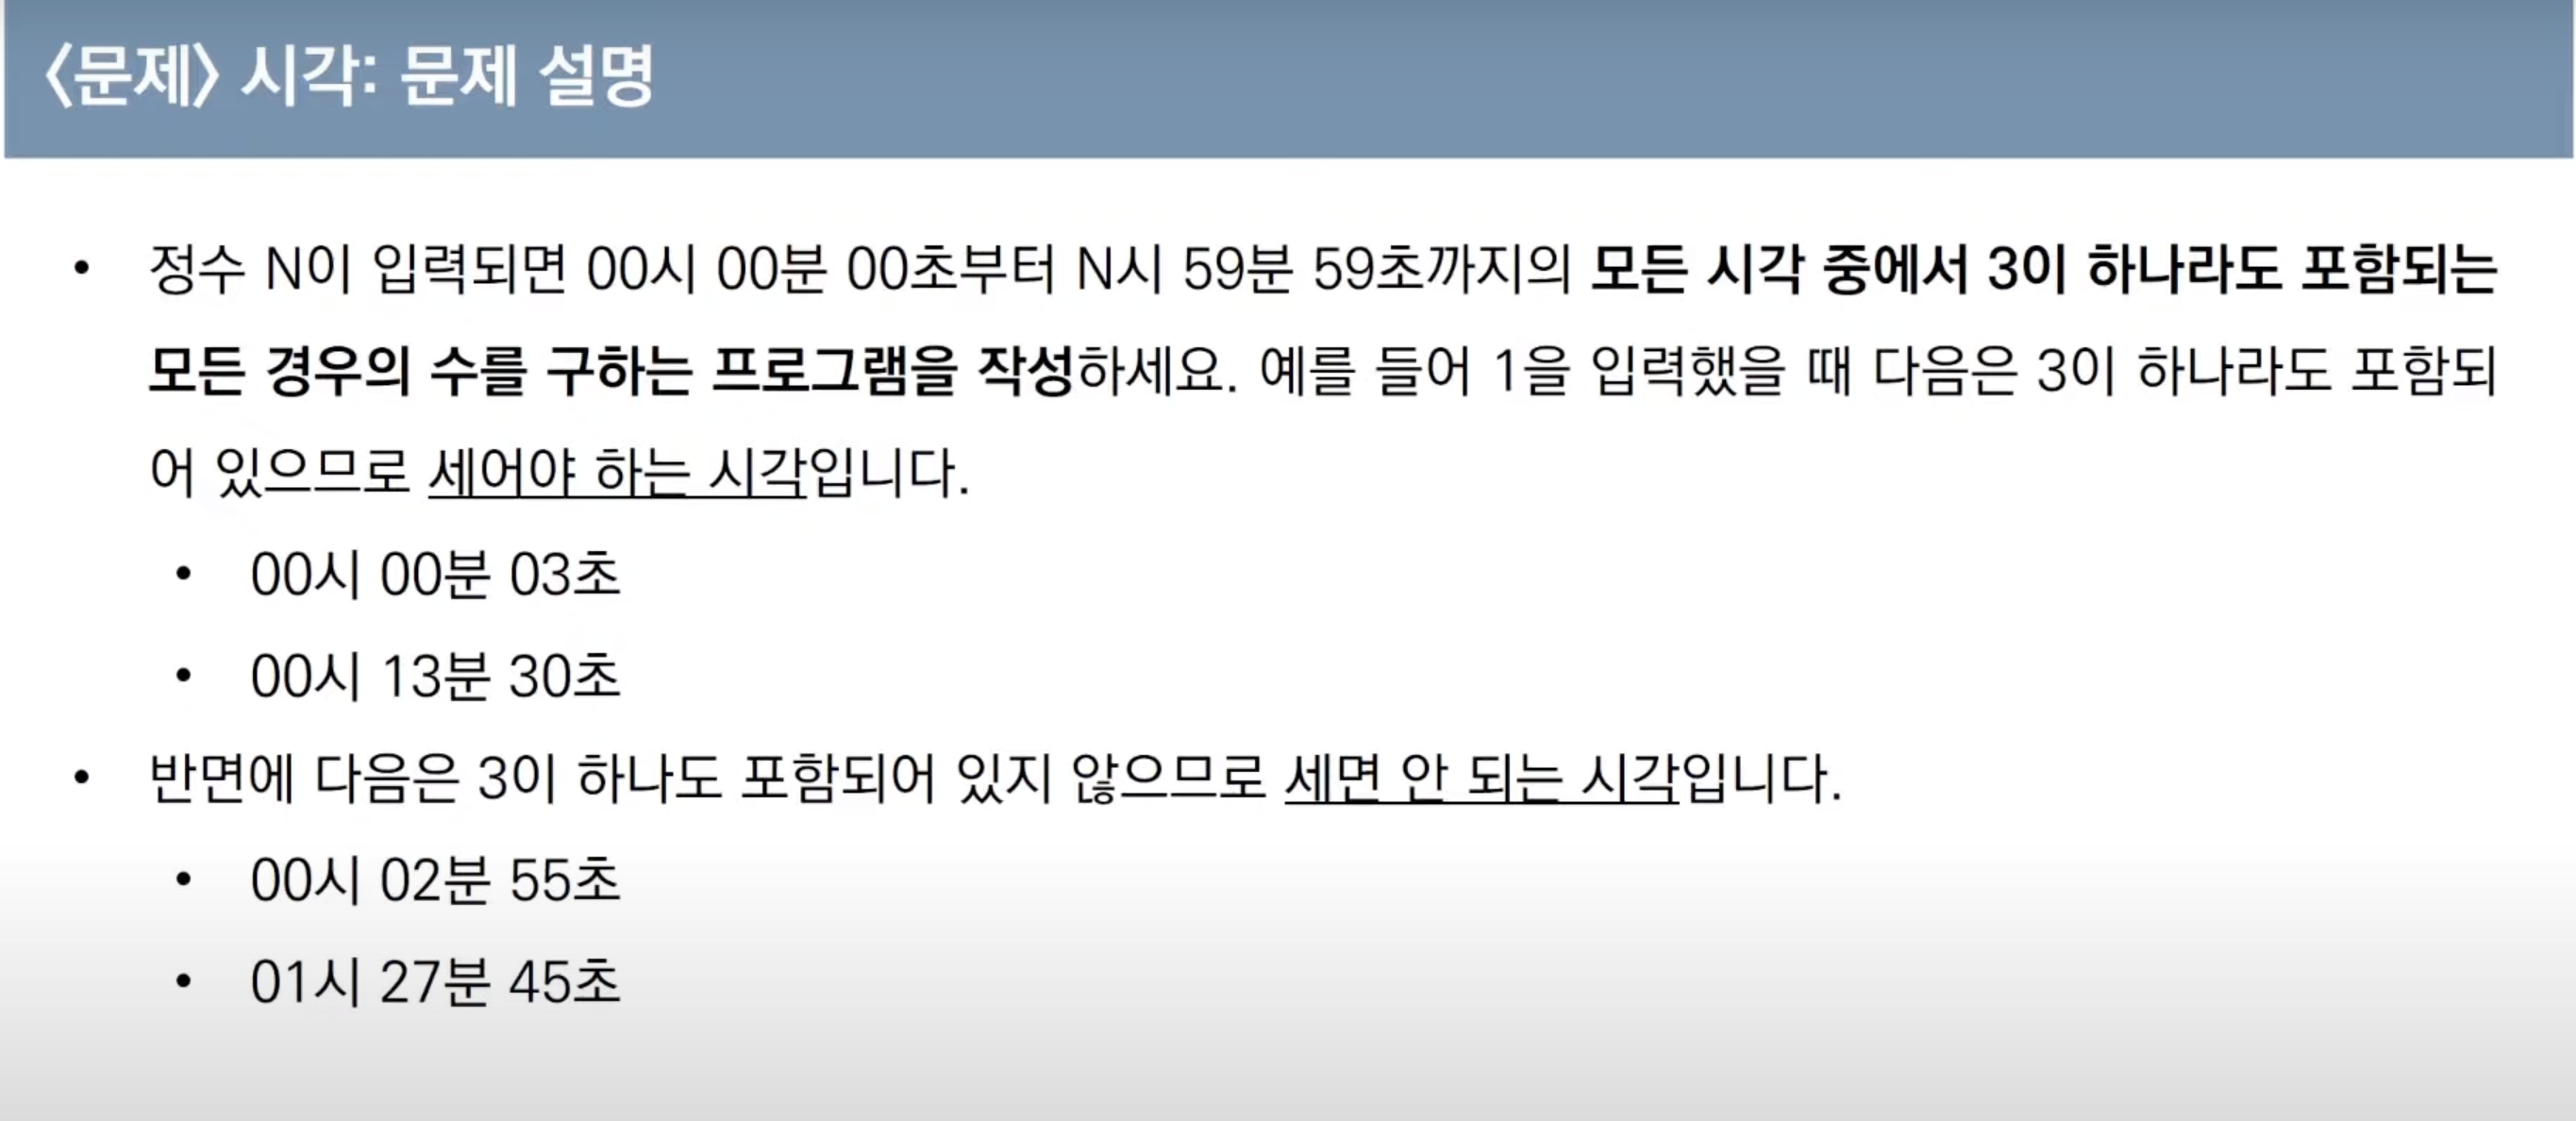 〈문제〉 시각: 문제 설명
• 정수 N이 입력되면 00시 00분 00초부터 N시 59분 59초까지의 모든 시각 중에서 3이 하나라도 포함되는
모든 경우의 수를 구하는 프로그램을 작성하세요. 예를 들어 1을 입력했을 때 다음은 3이 하나라도 포함되
어 있으므로 세어야 하는 시각입니다.
• 00시 00분 03초
• 00시 13분 30초
• 반면에 다음은 3이 하나도 포함되어 있지 않으므로 세면 안 되는 시각입니다.
• 00시 02분 55초
• 01시 27분 45초